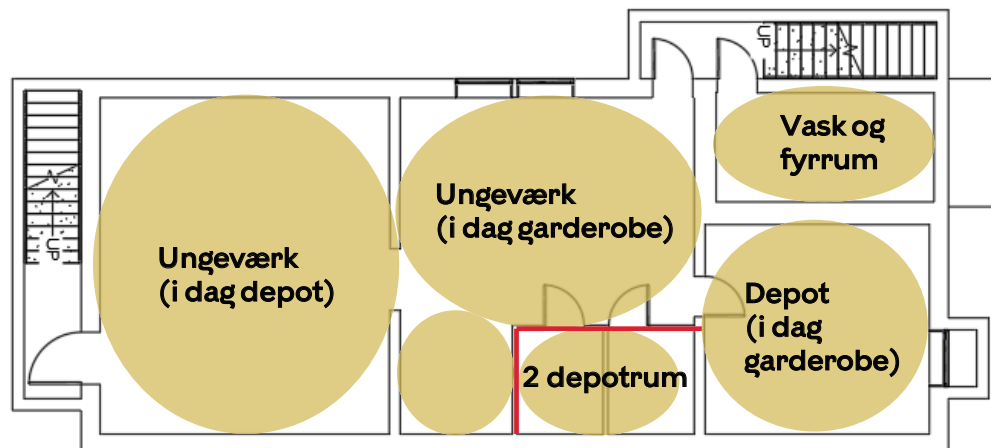 UP
Vask og
fyrrum
Ungeværk
(i dag garderobe)
UP
Ungeværk
(i dag depot)
Depot
(i dag
garderobe)
2 depotrum